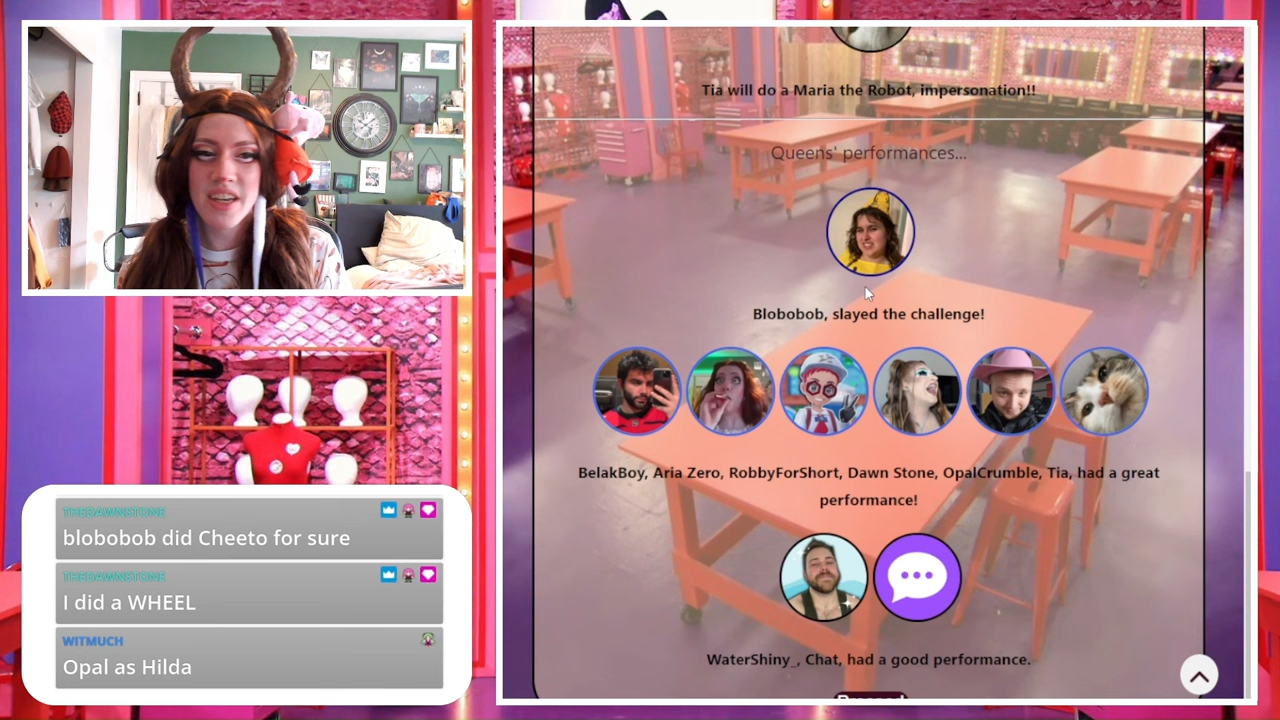 Tia will do a Maria the Robot, impersonation!!
Queens' performances...
Blobobob, slayed the challenge!
BelakBoy, Aria Zero, RobbyForShort, Dawn Stone, OpalCrumble, Tia, had a great
performance!
WaterShiny_, Chat, had a good performance.
THEDAWNSTONE
blobobob did Cheeto for sure
THEDAWNSTONE
I did a WHEEL
WITMUCH
Opal as Hilda